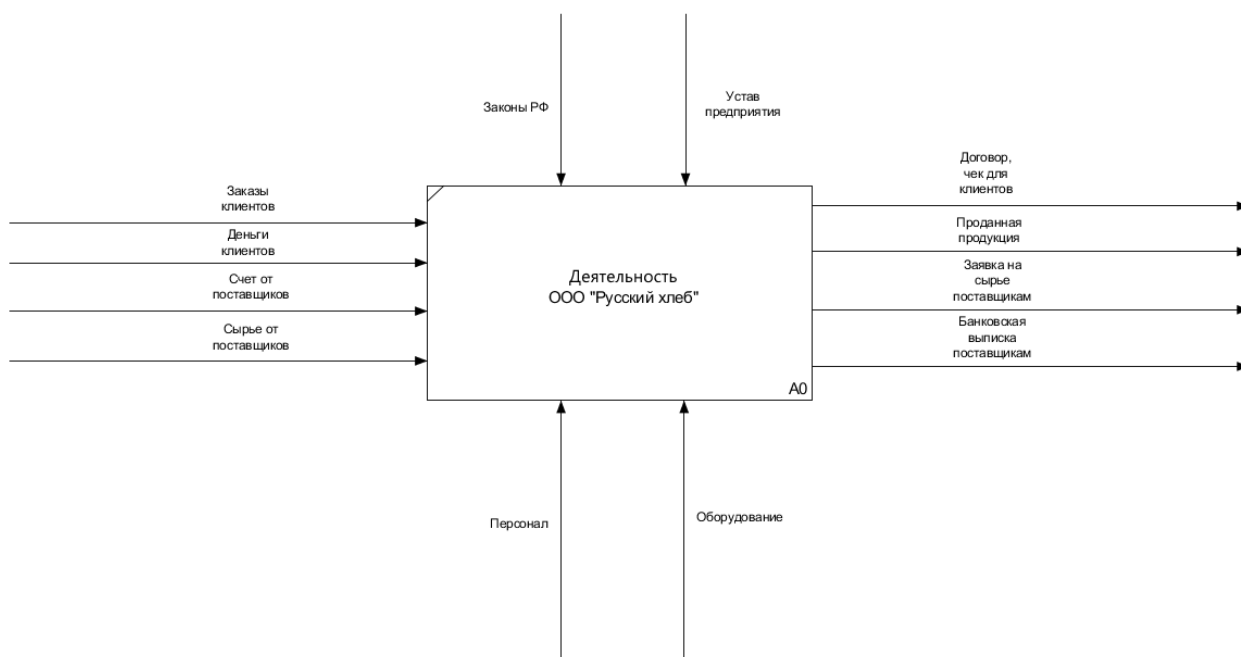 Законы РФ
Устав
предприятия
Заказы
клиентов
Деньги
клиентов
Счет от
поставщиков
Сырье от
поставщиков
Деятельность
ООО "Русский хлеб"
A0
Договор,
чек для
клиентов
Проданная
продукция
Заявка на
сырье
поставщикам
Банковская
выписка
поставщикам
Персонал
Оборудование